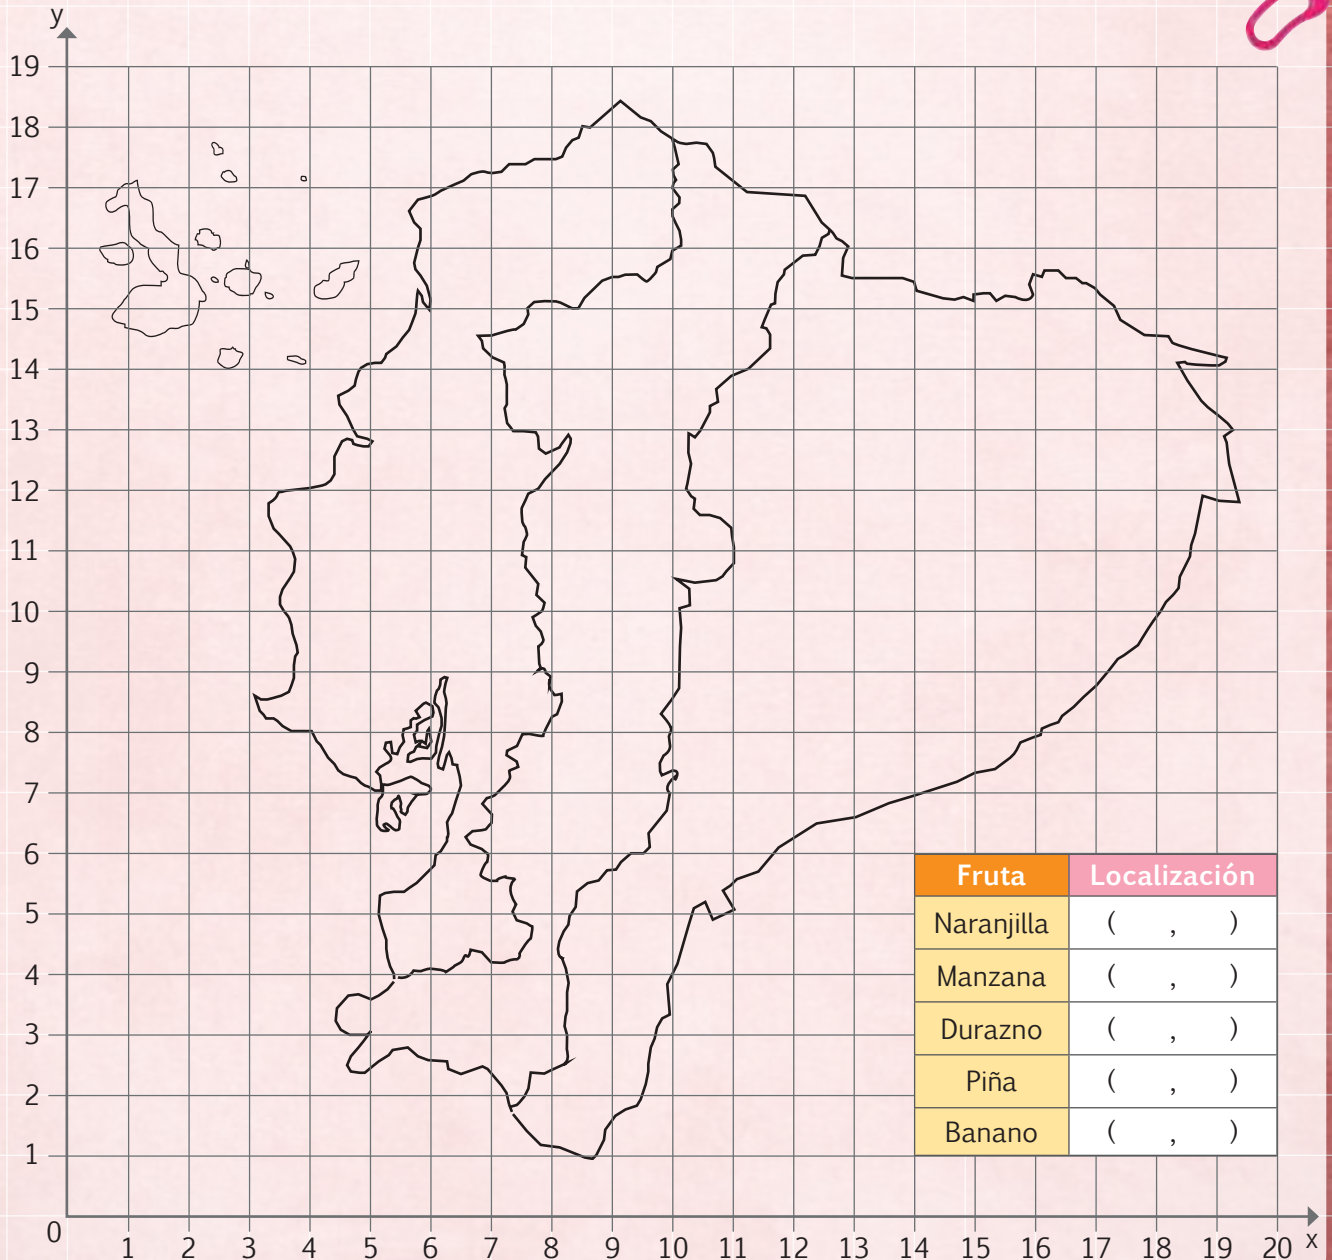 y
19
18
17
16
15
14
13
12
11
10
9
8
7
6
5
4
3
2
1
0
1 2 3 4 5 6 7 8 9 10 11 12 13 14 15 16 17 18 19 20 x
Fruta Localización
Naranjilla ( , )
Manzana ( , )
Durazno ( , )
Piña ( , )
Banano ( , )